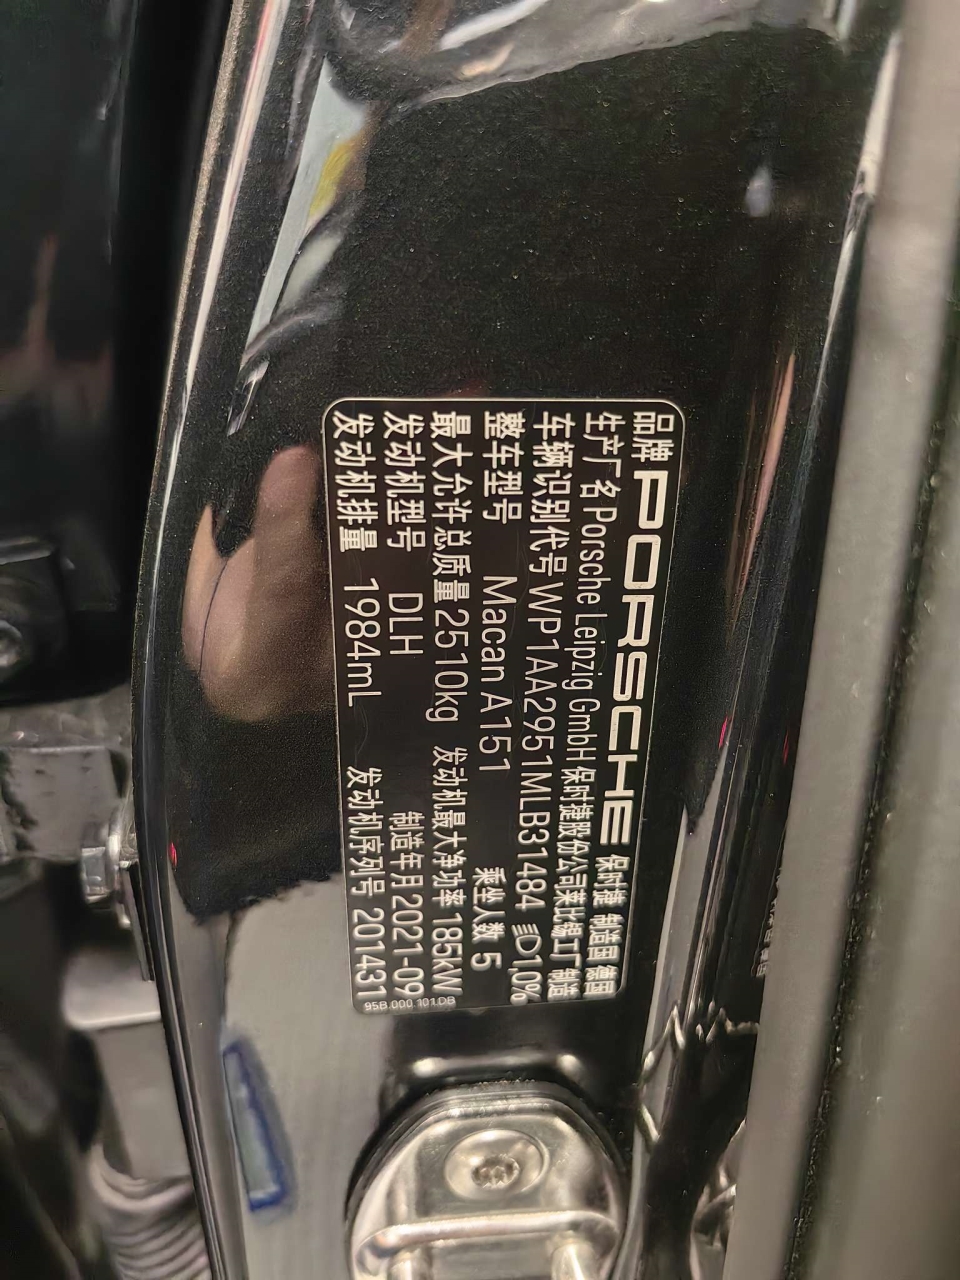 品牌 PORSCHE 保时捷 制造国 德国
生产厂名 Porsche Leipzig GmbH 保时捷股份公司莱比锡工厂制造
车辆识别代号 WP1AA2951MLB31484 1,0%
整车型号 Macan A151 乘坐人数 5
最大允许总质量 2510kg 发动机最大净功率 185kW
发动机型号 DLH 制造年月 2021-09
发动机排量 1984mL 发动机序列号 201431
95B.000.101.DB